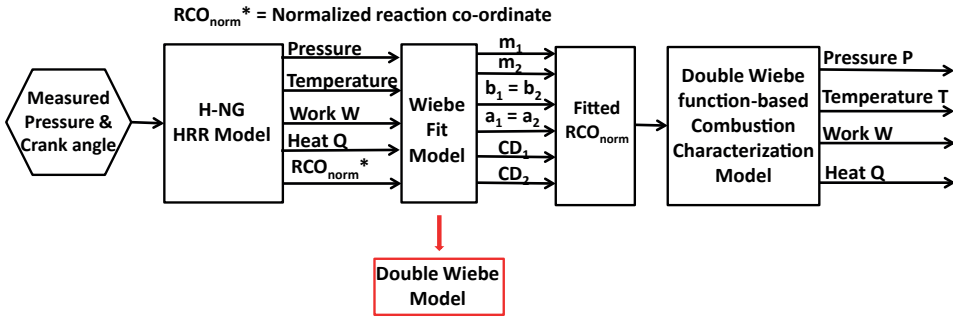 RCOnorm* = Normalized reaction co-ordinate
Measured
Pressure &
Crank angle
H-NG
HRR Model
Pressure
Temperature
Work W
Heat Q
RCOnorm*
Wiebe
Fit
Model
m1
m2
b1 = b2
a1 = a2
CD1
CD2
Fitted
RCOnorm
Double Wiebe
function-based
Combustion
Characterization
Model
Pressure P
Temperature T
Work W
Heat Q
Double Wiebe
Model